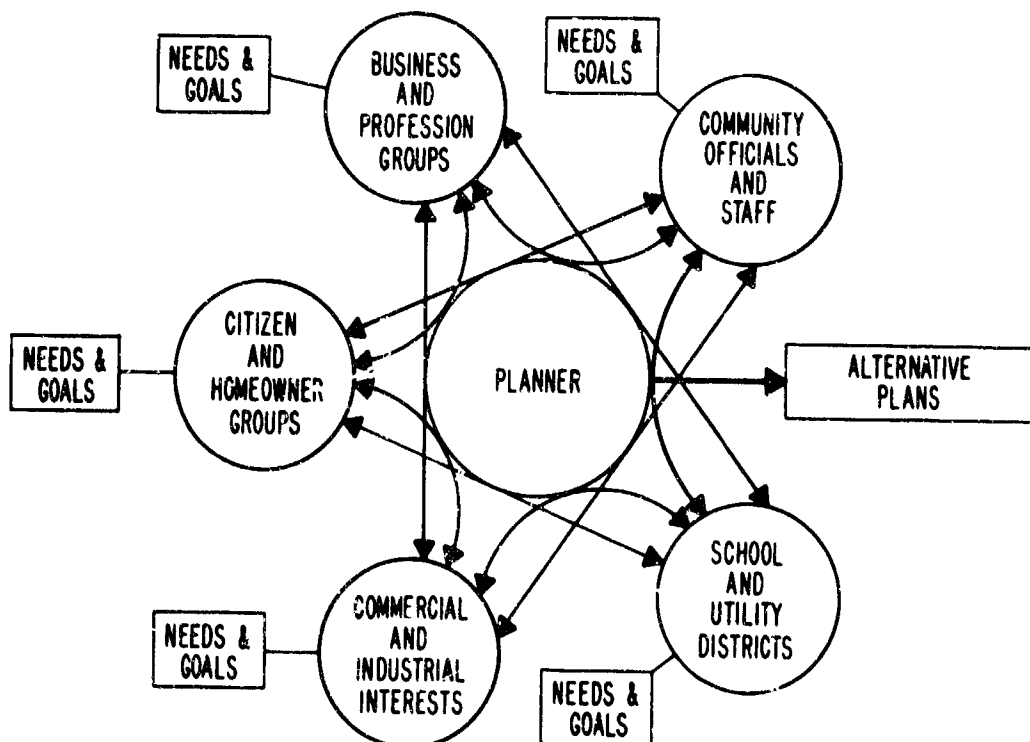 NEEDS &
GOALS
BUSINESS
AND
PROFESSION
GROUPS
NEEDS &
GOALS
COMMUNITY
OFFICIALS
AND
STAFF
NEEDS &
GOALS
CITIZEN
AND
HOMEOWNER
GROUPS
PLANNER
ALTERNATIVE
PLANS
NEEDS &
GOALS
COMMERCIAL
AND
INDUSTRIAL
INTERESTS
NEEDS &
GOALS
SCHOOL
AND
UTILITY
DISTRICTS